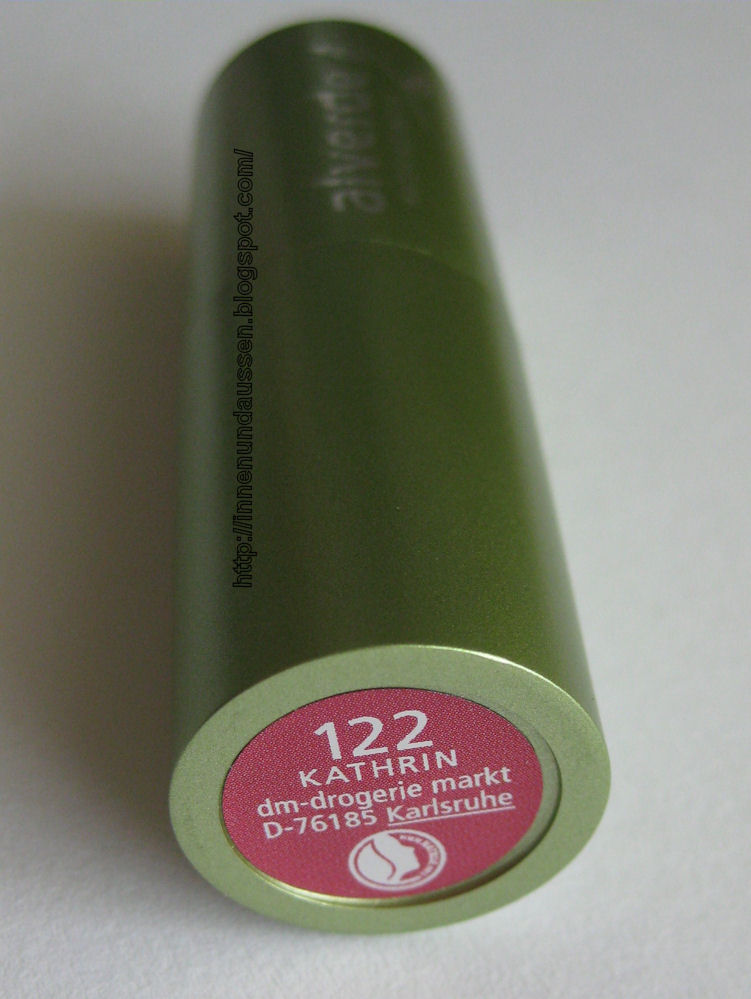 alverde
http://innenundaussen.blogspot.com/
122
KATHRIN
dm-drogerie markt
D-76185 Karlsruhe